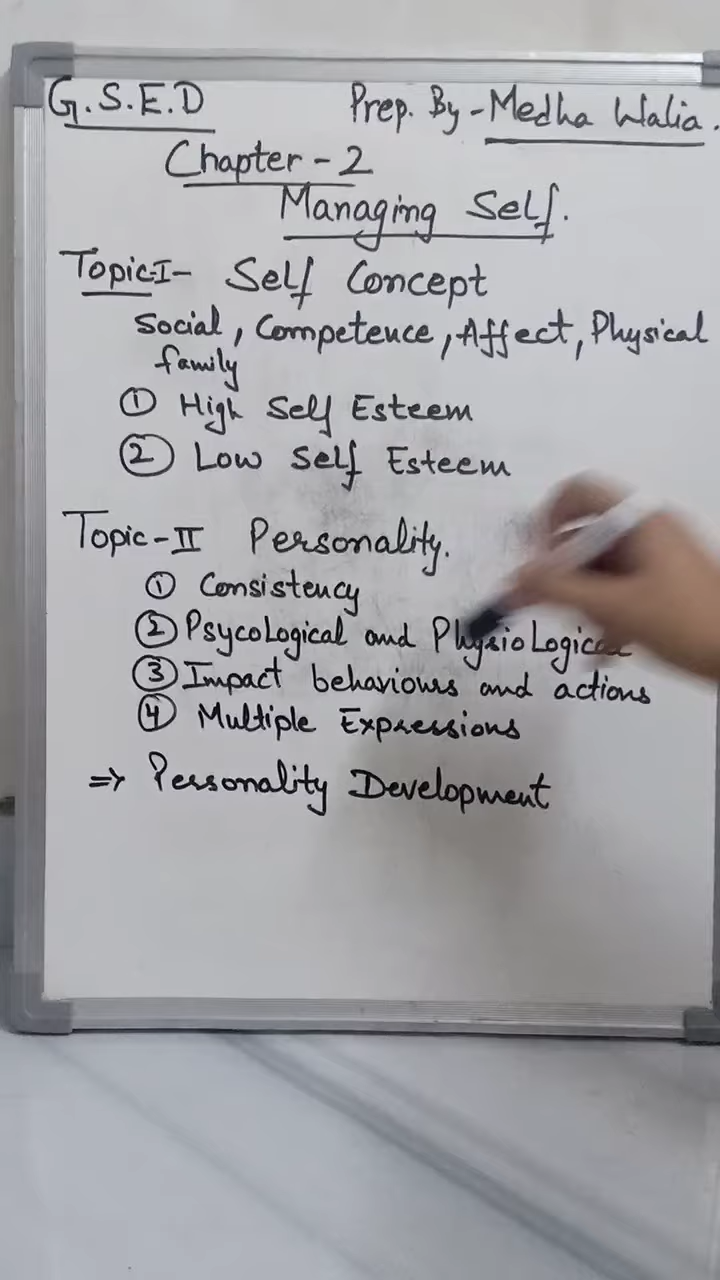 G.S.E.D Prep. By - Medha Walia.
Chapter - 2
Managing Self.
Topic-I- Self Concept
Social, Competence, Affect, Physical
family
① High Self Esteem
② Low Self Esteem
Topic-II Personality.
① Consistency
② Psycological and Physiological
③ Impact behaviours and actions
④ Multiple Expressions
⇒ Personality Development